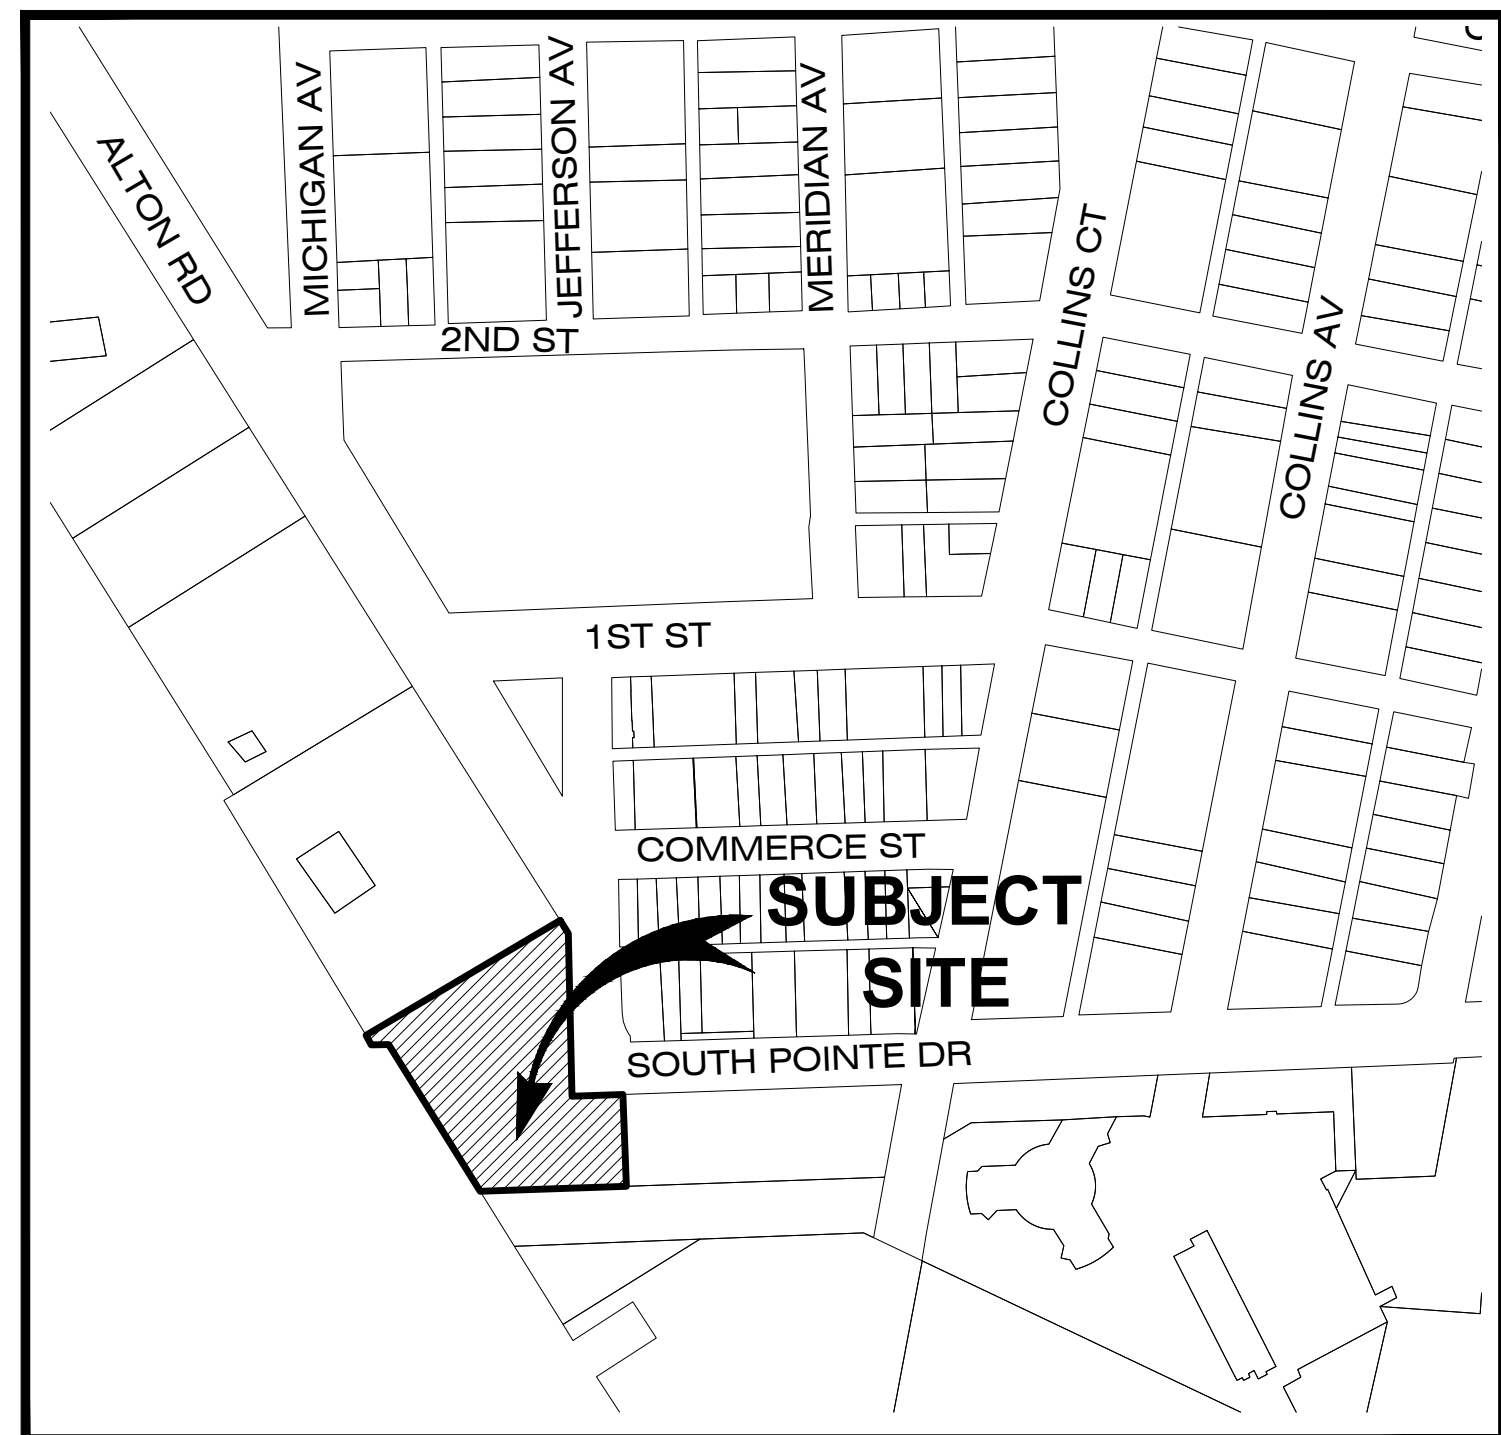 ALTON RD
MICHIGAN AV
JEFFERSON AV
MERIDIAN AV
COLLINS CT
COLLINS AV
2ND ST
1ST ST
COMMERCE ST
SUBJECT
SITE
SOUTH POINTE DR